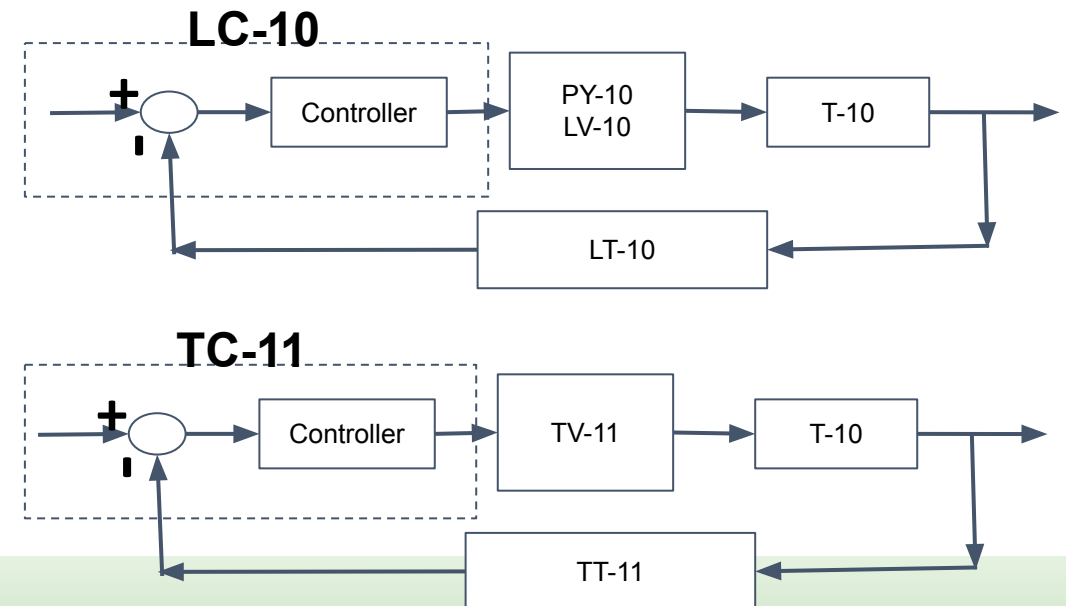 LC-10
+
-
Controller
PY-10
LV-10
T-10
LT-10
TC-11
+
-
Controller
TV-11
T-10
TT-11